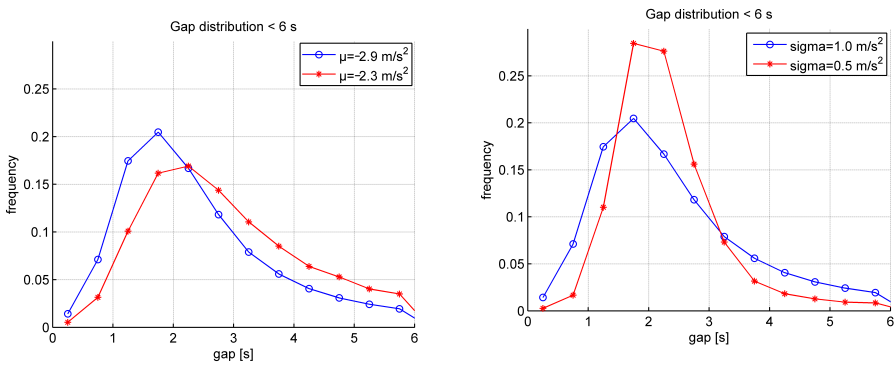 Gap distribution < 6 s
μ=-2.9 m/s²
μ=-2.3 m/s²
0.25
0.2
0.15
0.1
0.05
0
frequency
0 1 2 3 4 5 6
gap [s]
Gap distribution < 6 s
sigma=1.0 m/s²
sigma=0.5 m/s²
0.25
0.2
0.15
0.1
0.05
0
frequency
0 1 2 3 4 5 6
gap [s]